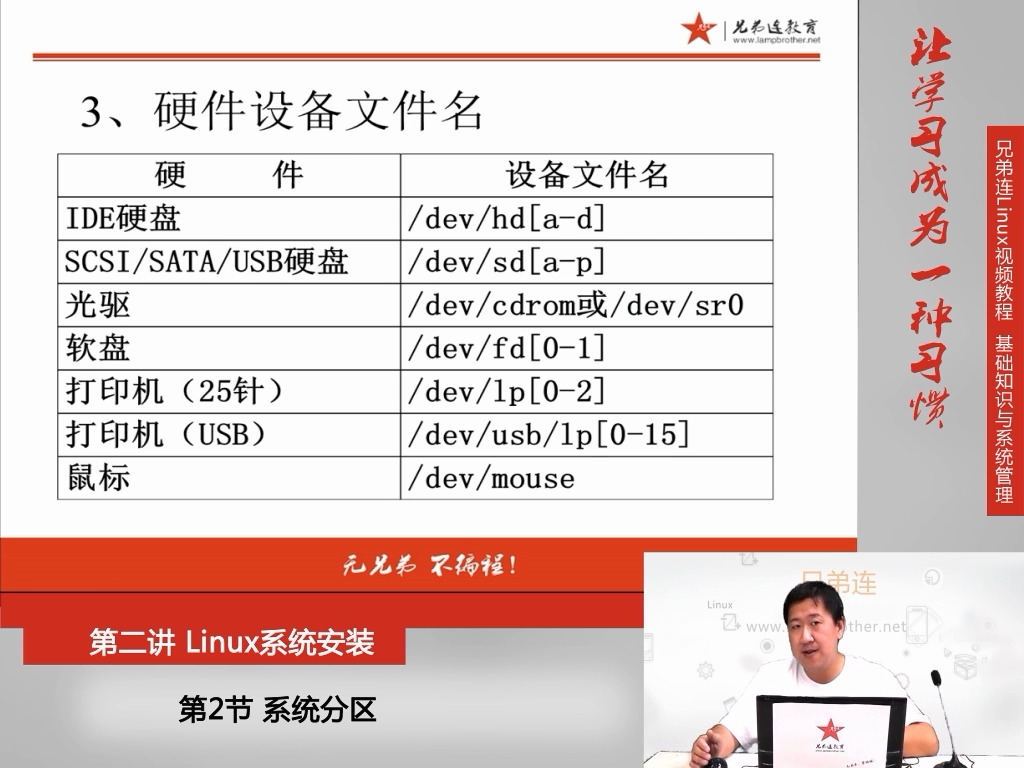 兄弟连教育
www.lampbrother.net
3、硬件设备文件名
硬 件 设备文件名
IDE硬盘 /dev/hd[a-d]
SCSI/SATA/USB硬盘 /dev/sd[a-p]
光驱 /dev/cdrom或/dev/sr0
软盘 /dev/fd[0-1]
打印机（25针） /dev/lp[0-2]
打印机（USB） /dev/usb/lp[0-15]
鼠标 /dev/mouse
无兄弟 不编程！
第二讲 Linux系统安装
第2节 系统分区
让学习成为一种习惯
兄弟连Linux视频教程 基础知识与系统管理
兄弟连
Linux
兄弟连教育